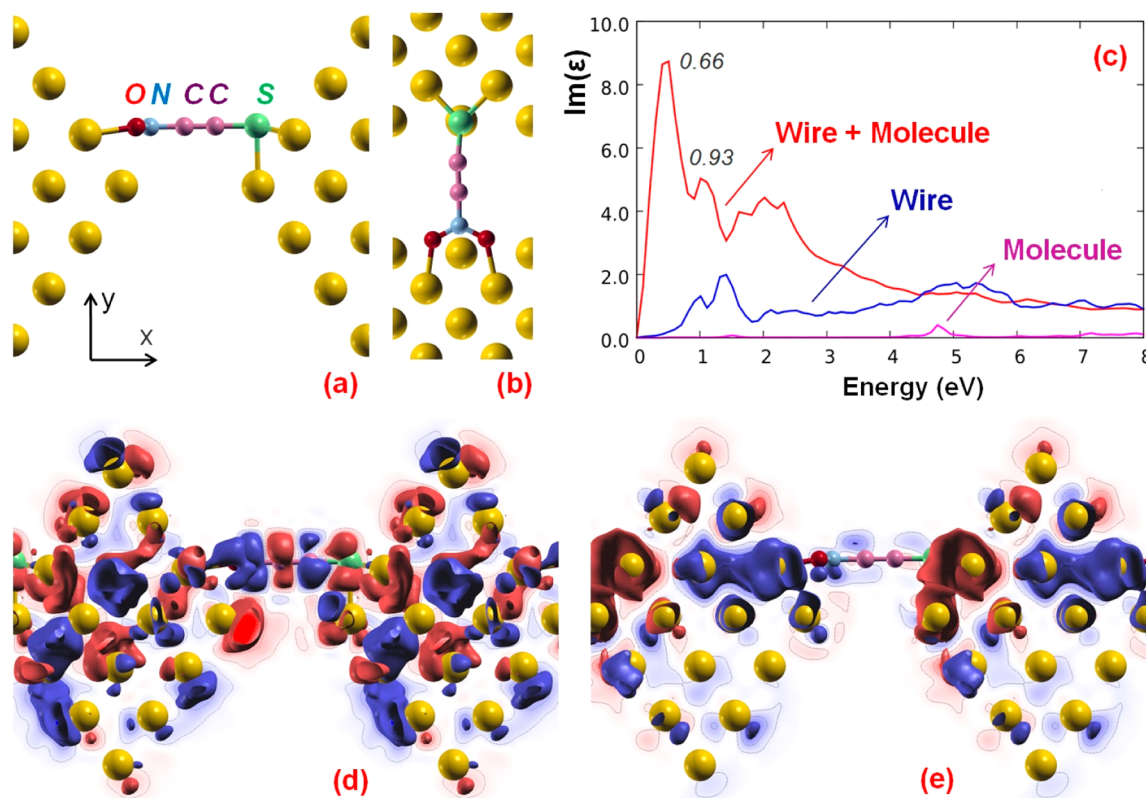 O N C C S
y
x
(a)
(b)
Im(ε)
10.0
8.0
6.0
4.0
2.0
0.0
0.66
0.93
(c)
Wire + Molecule
Wire
Molecule
0 1 2 3 4 5 6 7 8
Energy (eV)
(d)
(e)